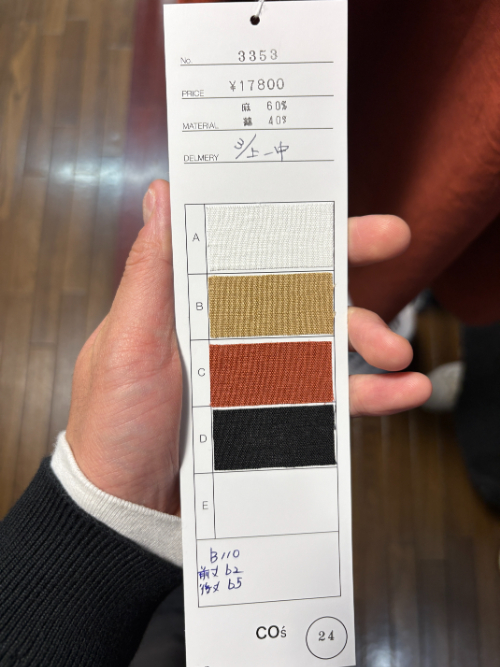 No. 3353
PRICE ¥17800
麻 60%
MATERIAL 綿 40%
DELIVERY 3/上-中
A
B
C
D
E
B110
前丈 62
後丈 65
CO's 24